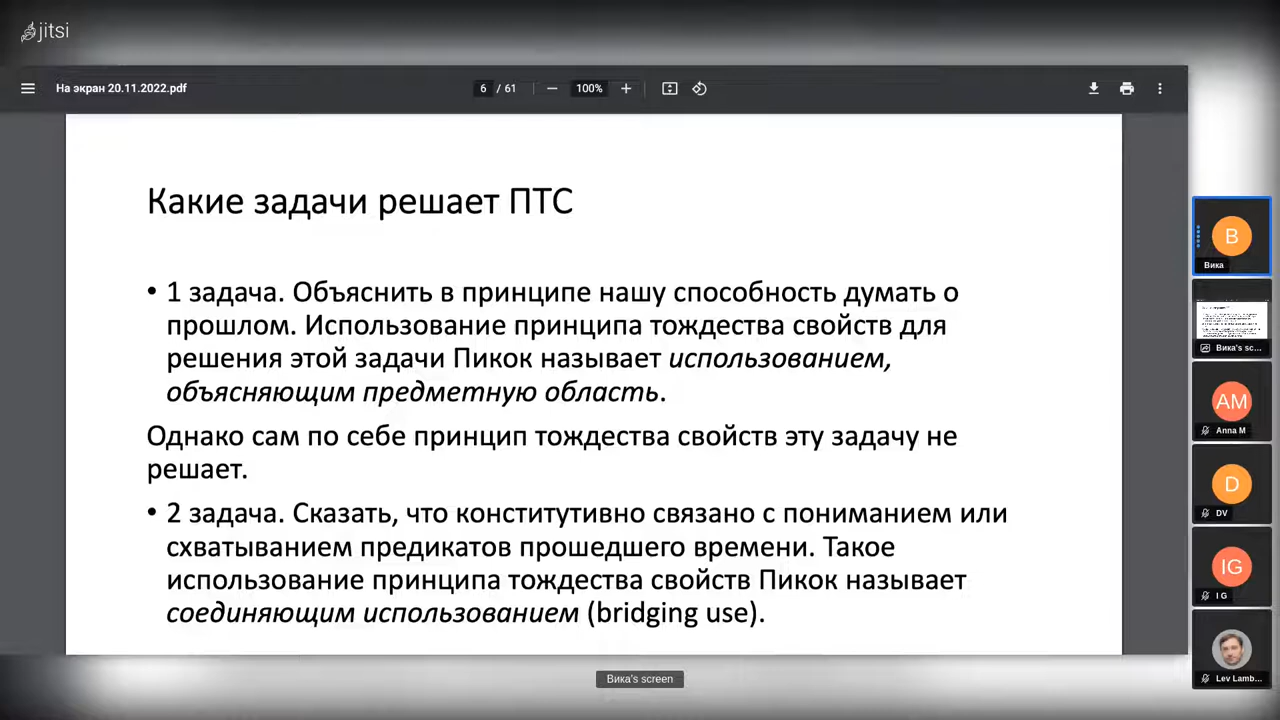 jitsi
На экран 20.11.2022.pdf
6 / 61
100%
Какие задачи решает ПТС
• 1 задача. Объяснить в принципе нашу способность думать о
прошлом. Использование принципа тождества свойств для
решения этой задачи Пикок называет использованием,
объясняющим предметную область.
Однако сам по себе принцип тождества свойств эту задачу не
решает.
• 2 задача. Сказать, что конститутивно связано с пониманием или
схватыванием предикатов прошедшего времени. Такое
использование принципа тождества свойств Пикок называет
соединяющим использованием (bridging use).
B
Вика
Вика's sc...
AM
Anna M
D
DV
IG
I G
Lev Lamb...
Вика's screen